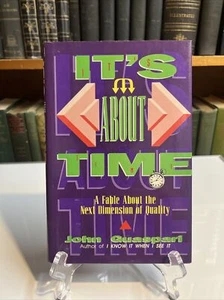 IT'S
ABOUT
TIME
A Fable About the
Next Dimension of Quality
John Guaspari
Author of I KNOW IT WHEN I SEE IT